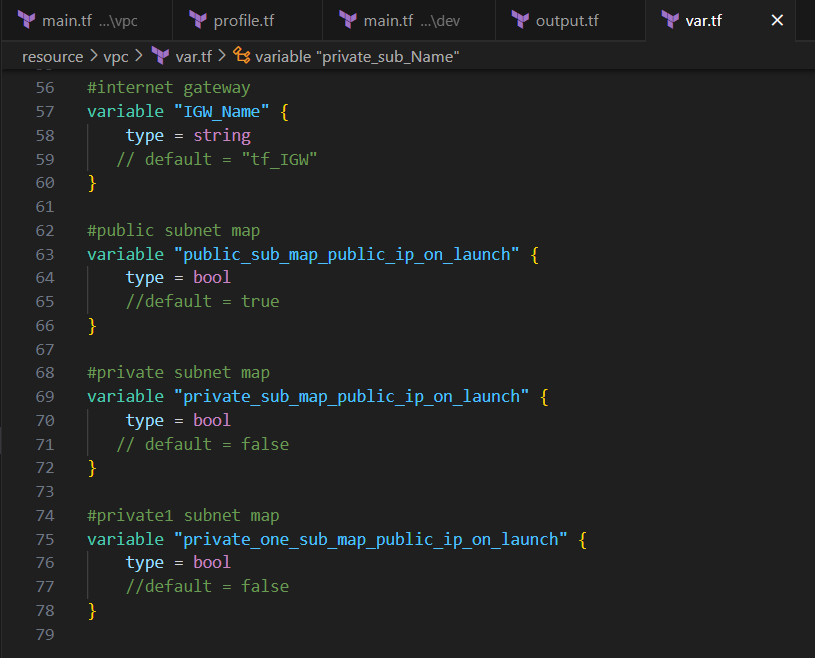 main.tf ...\vpc profile.tf main.tf ...\dev output.tf var.tf ×
resource > vpc > var.tf > variable "private_sub_Name"
56 #internet gateway
57 variable "IGW_Name" {
58 type = string
59 // default = "tf_IGW"
60 }
61
62 #public subnet map
63 variable "public_sub_map_public_ip_on_launch" {
64 type = bool
65 //default = true
66 }
67
68 #private subnet map
69 variable "private_sub_map_public_ip_on_launch" {
70 type = bool
71 // default = false
72 }
73
74 #private1 subnet map
75 variable "private_one_sub_map_public_ip_on_launch" {
76 type = bool
77 //default = false
78 }
79